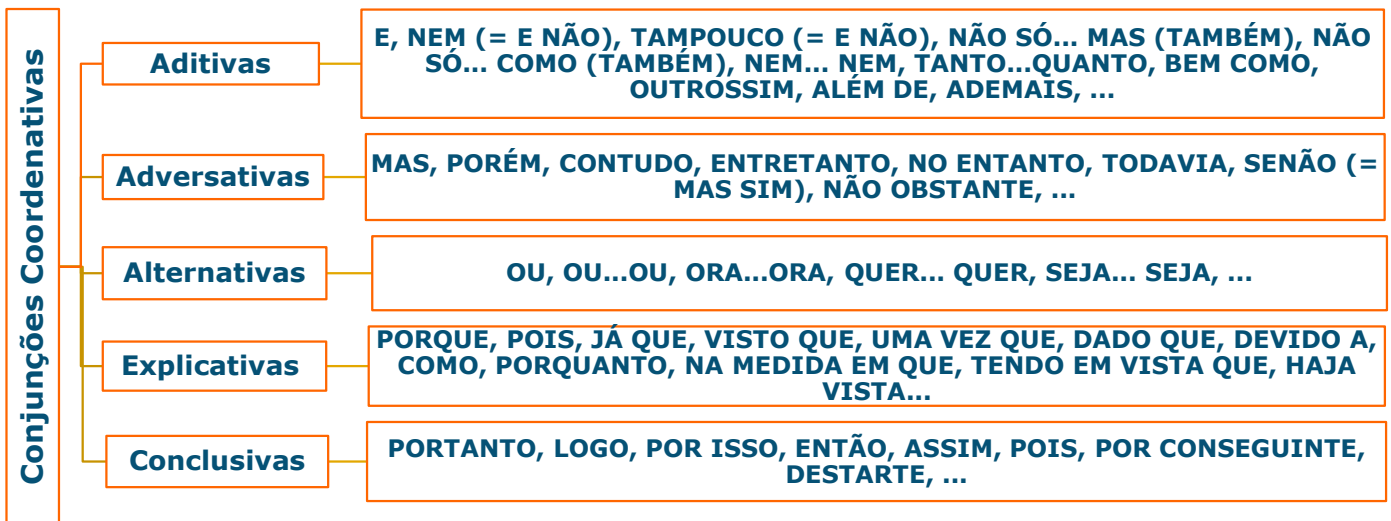 Conjunções Coordenativas
Aditivas
E, NEM (= E NÃO), TAMPOUCO (= E NÃO), NÃO SÓ... MAS (TAMBÉM), NÃO
SÓ... COMO (TAMBÉM), NEM... NEM, TANTO...QUANTO, BEM COMO,
OUTROSSIM, ALÉM DE, ADEMAIS, ...
Adversativas
MAS, PORÉM, CONTUDO, ENTRETANTO, NO ENTANTO, TODAVIA, SENÃO (=
MAS SIM), NÃO OBSTANTE, ...
Alternativas
OU, OU...OU, ORA...ORA, QUER... QUER, SEJA... SEJA, ...
Explicativas
PORQUE, POIS, JÁ QUE, VISTO QUE, UMA VEZ QUE, DADO QUE, DEVIDO A,
COMO, PORQUANTO, NA MEDIDA EM QUE, TENDO EM VISTA QUE, HAJA
VISTA...
Conclusivas
PORTANTO, LOGO, POR ISSO, ENTÃO, ASSIM, POIS, POR CONSEGUINTE,
DESTARTE, ...